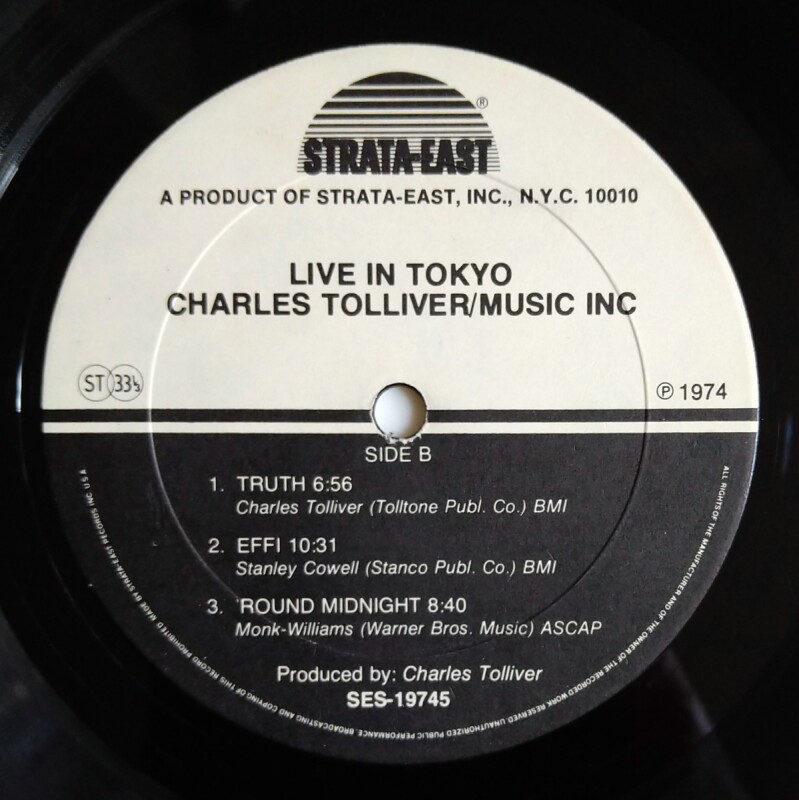 STRATA-EAST®
A PRODUCT OF STRATA-EAST, INC., N.Y.C. 10010
LIVE IN TOKYO
CHARLES TOLLIVER/MUSIC INC
ST 33⅓
℗ 1974
SIDE B
1. TRUTH 6:56
Charles Tolliver (Tolltone Publ. Co.) BMI
2. EFFI 10:31
Stanley Cowell (Stanco Publ. Co.) BMI
3. 'ROUND MIDNIGHT 8:40
Monk-Williams (Warner Bros. Music) ASCAP
Produced by: Charles Tolliver
SES-19745
ALL RIGHTS OF THE MANUFACTURER AND OF THE OWNER OF THE RECORDED WORK RESERVED UNAUTHORIZED PUBLIC PERFORMANCE, BROADCASTING AND COPYING OF THIS RECORD PROHIBITED MADE BY STRATA-EAST RECORDS INC. U.S.A.